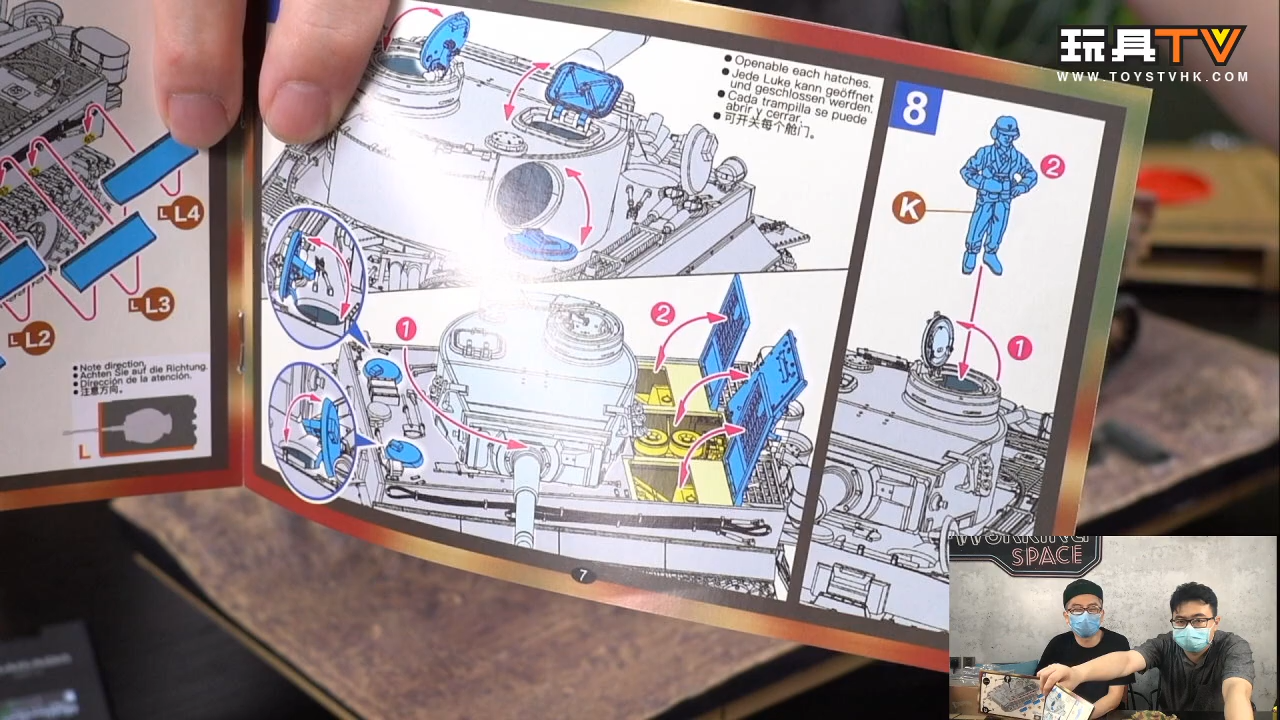 玩具TV
WWW.TOYSTVHK.COM
• Openable each hatches.
• Jede Luke kann geöffnet
und geschlossen werden.
• Cada trampilla se puede
abrir y cerrar.
• 可开关每个舱门。
8
2
K
1
1
2
7
L L4
L L3
L L2
• Note direction.
• Achten Sie auf die Richtung.
• Dirección de la atención.
• 注意方向。
L
WORKING
SPACE